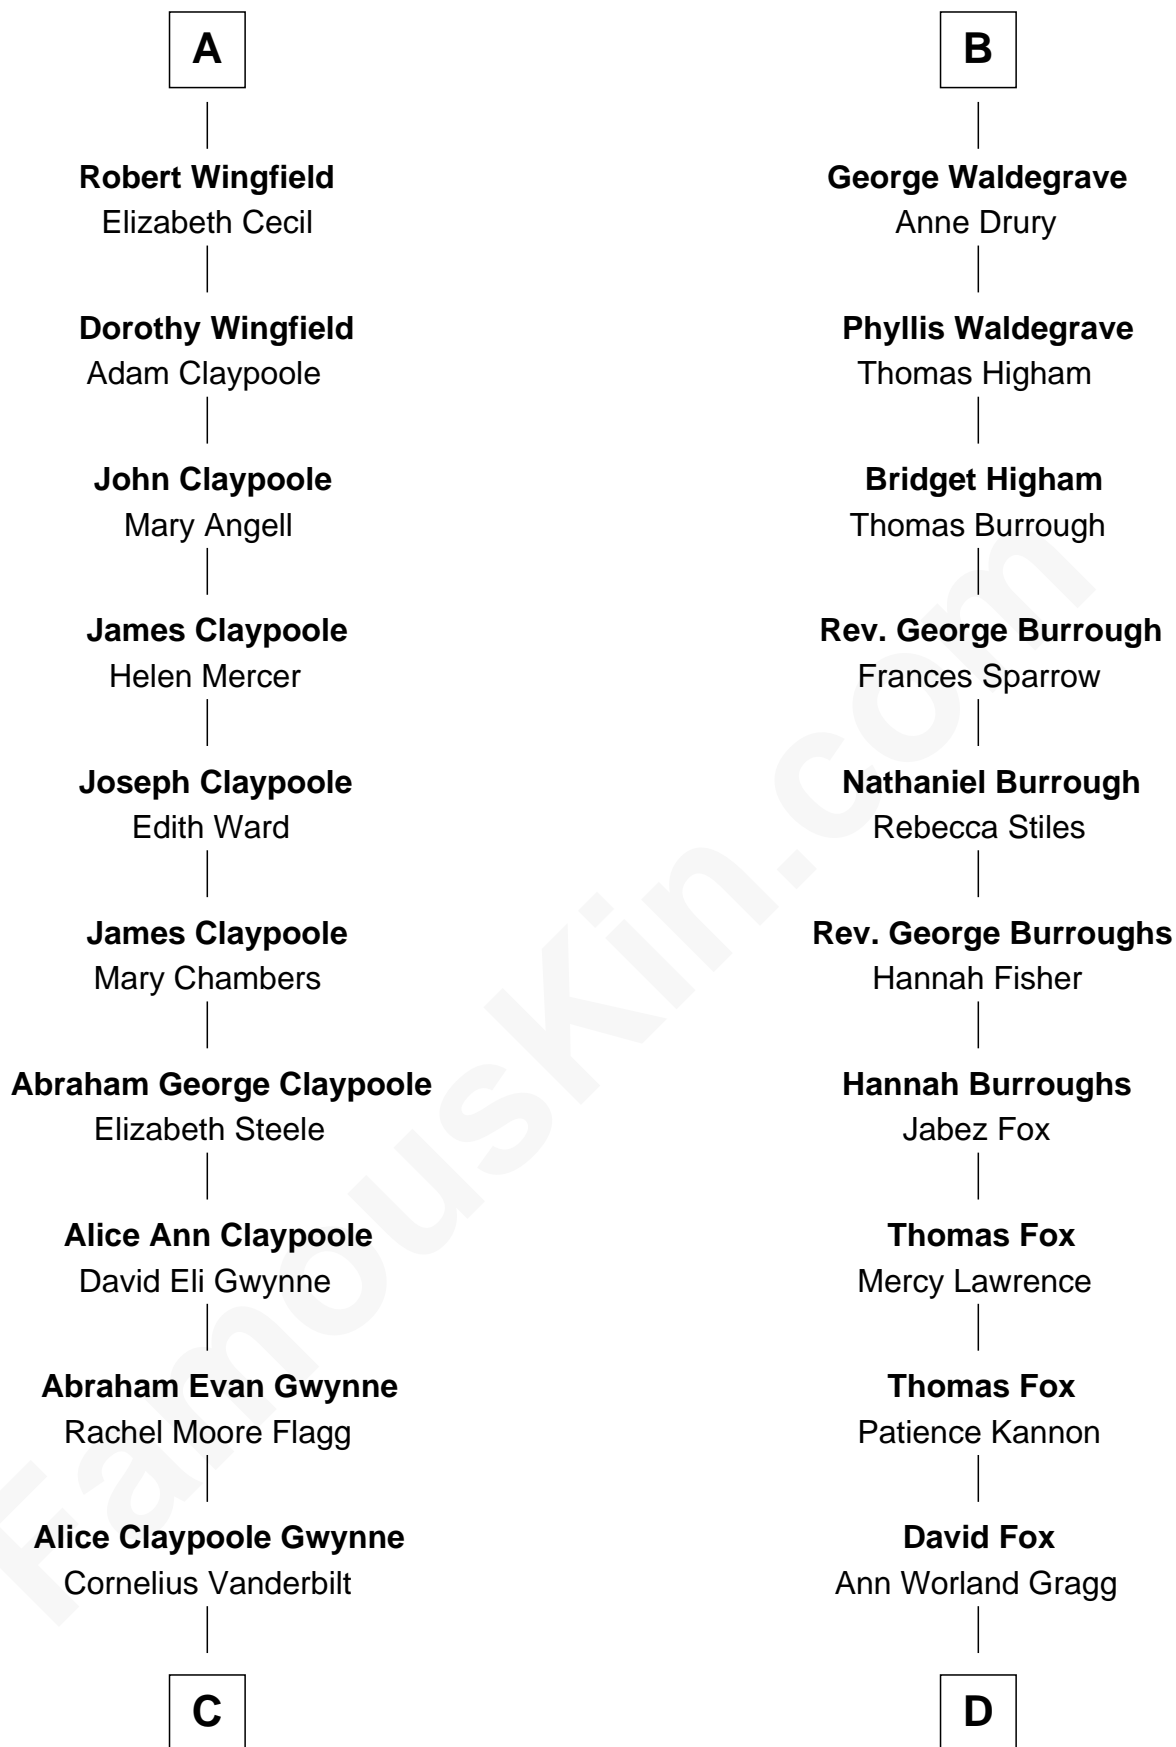 A
Robert Wingfield
Elizabeth Cecil
Dorothy Wingfield
Adam Claypoole
John Claypoole
Mary Angell
James Claypoole
Helen Mercer
Joseph Claypoole
Edith Ward
James Claypoole
Mary Chambers
Abraham George Claypoole
Elizabeth Steele
Alice Ann Claypoole
David Eli Gwynne
Abraham Evan Gwynne
Rachel Moore Flagg
Alice Claypoole Gwynne
Cornelius Vanderbilt
C
B
George Waldegrave
Anne Drury
Phyllis Waldegrave
Thomas Higham
Bridget Higham
Thomas Burrough
Rev. George Burrough
Frances Sparrow
Nathaniel Burrough
Rebecca Stiles
Rev. George Burroughs
Hannah Fisher
Hannah Burroughs
Jabez Fox
Thomas Fox
Mercy Lawrence
Thomas Fox
Patience Kannon
David Fox
Ann Worland Gragg
D
FamousKin.com